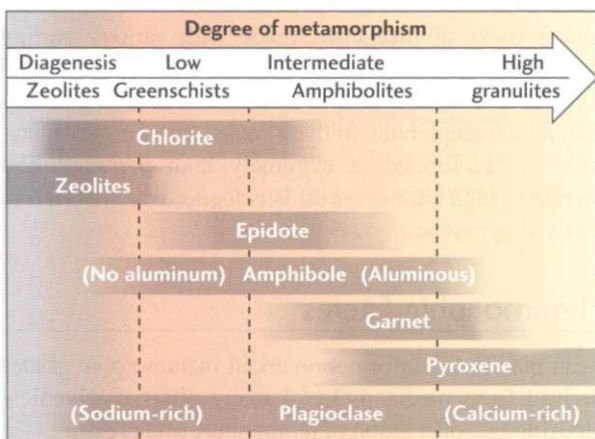 Degree of metamorphism
Diagenesis Low Intermediate High
Zeolites Greenschists Amphibolites granulites
Chlorite
Zeolites
Epidote
(No aluminum) Amphibole (Aluminous)
Garnet
Pyroxene
(Sodium-rich) Plagioclase (Calcium-rich)